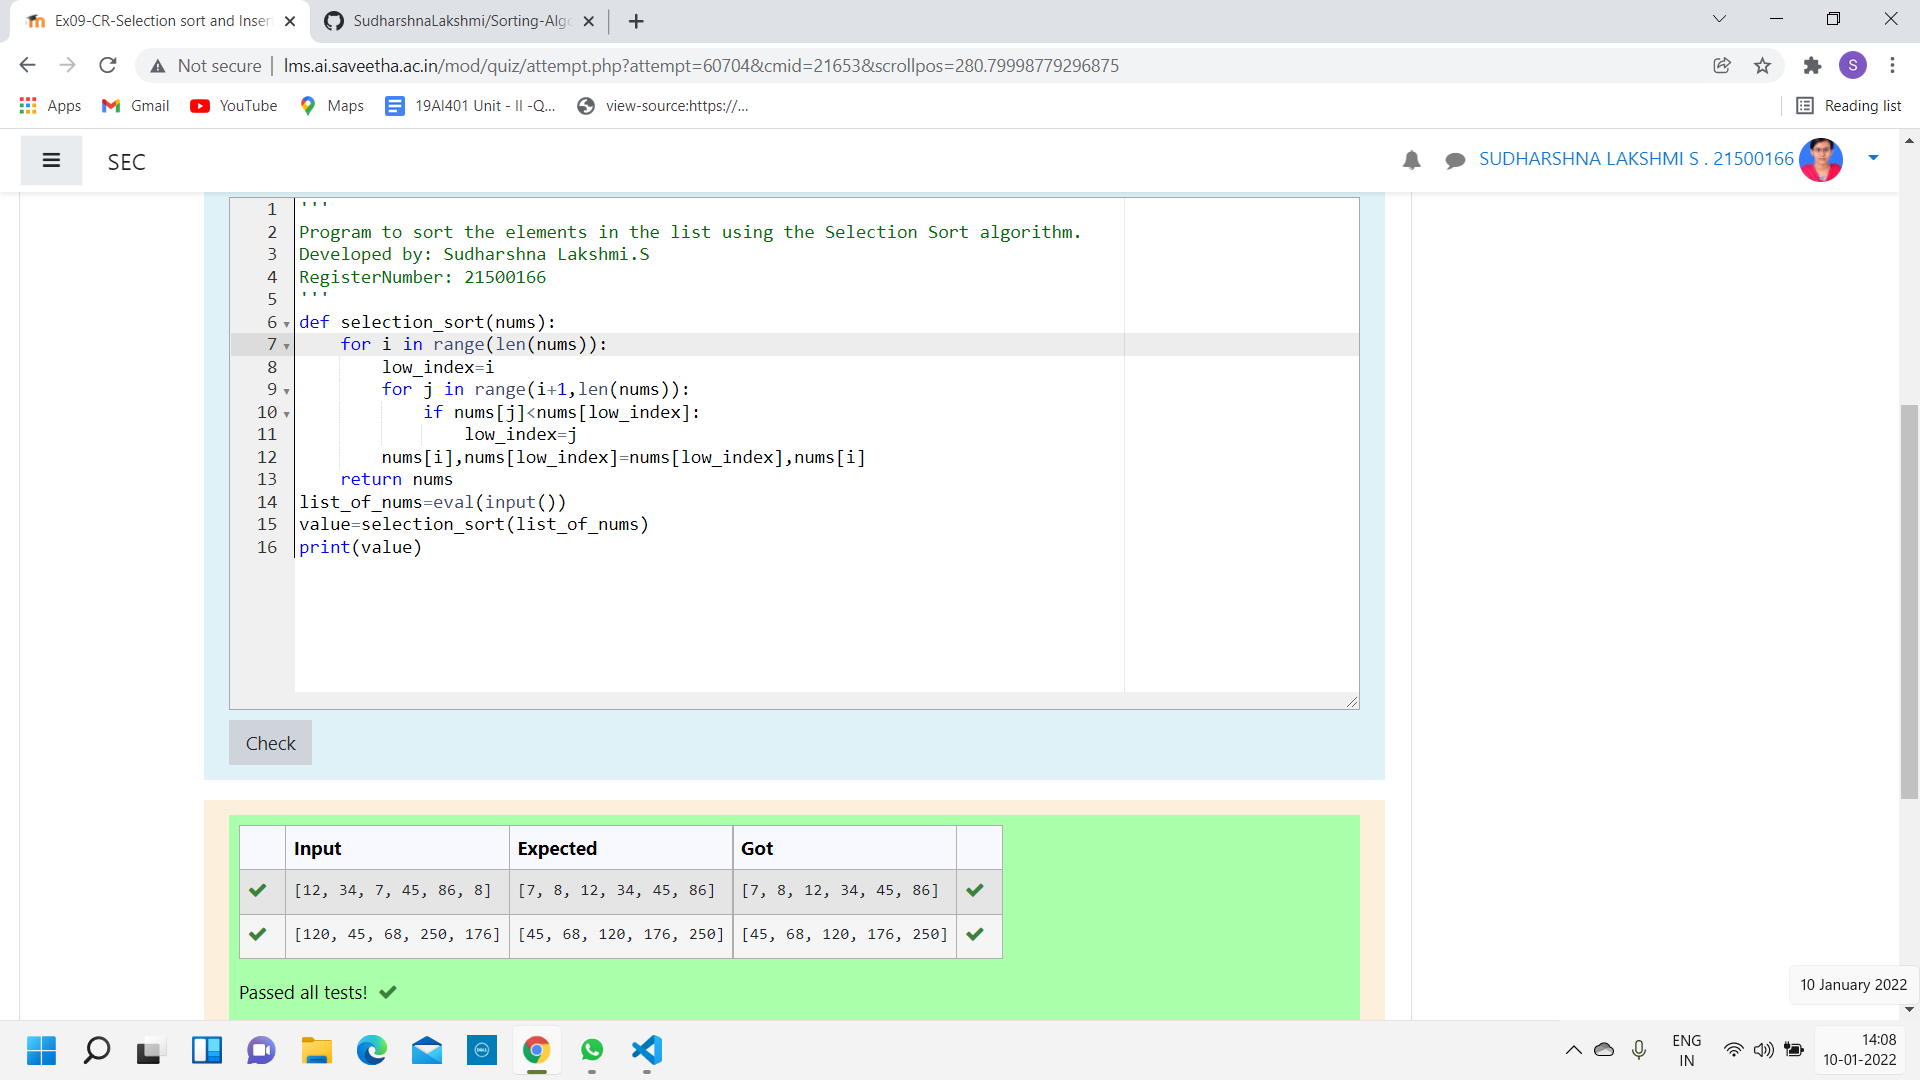 Ex09-CR-Selection sort and Inser
SudharshnaLakshmi/Sorting-Algo
Not secure
lms.ai.saveetha.ac.in/mod/quiz/attempt.php?attempt=60704&cmid=21653&scrollpos=280.79998779296875
S
Apps
Gmail
YouTube
Maps
19AI401 Unit - II -Q...
view-source:https://...
Reading list
SEC
SUDHARSHNA LAKSHMI S . 21500166
1 '''
2 Program to sort the elements in the list using the Selection Sort algorithm.
3 Developed by: Sudharshna Lakshmi.S
4 RegisterNumber: 21500166
5 '''
6 def selection_sort(nums):
7     for i in range(len(nums)):
8         low_index=i
9         for j in range(i+1,len(nums)):
10             if nums[j]<nums[low_index]:
11                 low_index=j
12         nums[i],nums[low_index]=nums[low_index],nums[i]
13     return nums
14 list_of_nums=eval(input())
15 value=selection_sort(list_of_nums)
16 print(value)
Check
Input Expected Got
[12, 34, 7, 45, 86, 8] [7, 8, 12, 34, 45, 86] [7, 8, 12, 34, 45, 86]
[120, 45, 68, 250, 176] [45, 68, 120, 176, 250] [45, 68, 120, 176, 250]
Passed all tests!
10 January 2022
DELL
ENG
IN
14:08
10-01-2022